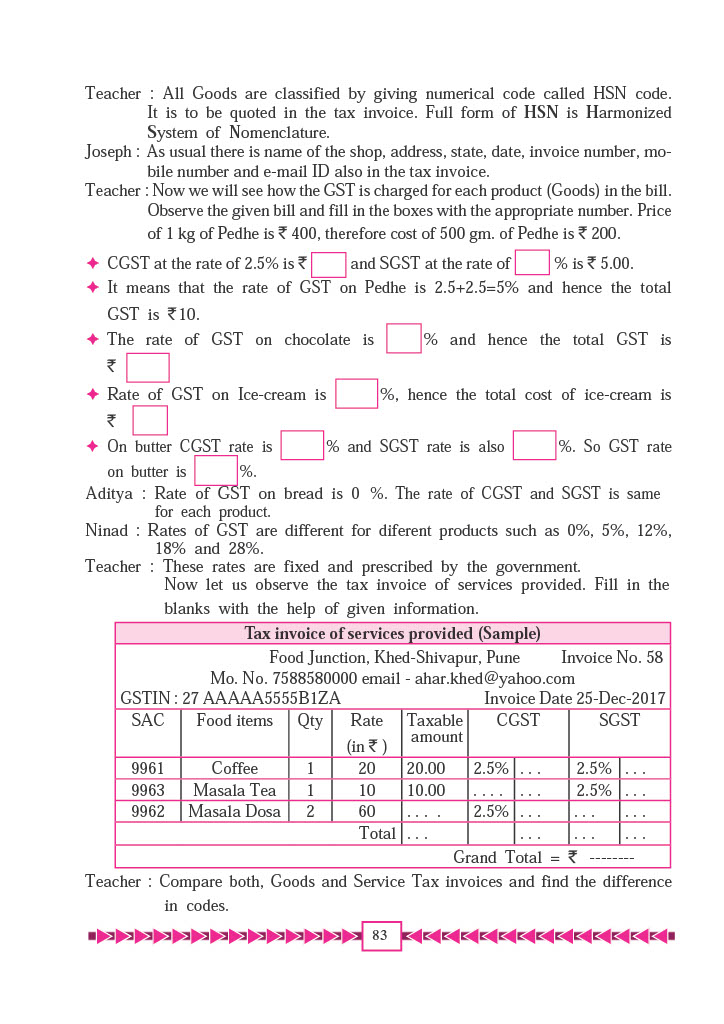 Teacher : All Goods are classified by giving numerical code called HSN code.
It is to be quoted in the tax invoice. Full form of HSN is Harmonized
System of Nomenclature.
Joseph : As usual there is name of the shop, address, state, date, invoice number, mo-
bile number and e-mail ID also in the tax invoice.
Teacher : Now we will see how the GST is charged for each product (Goods) in the bill.
Observe the given bill and fill in the boxes with the appropriate number. Price
of 1 kg of Pedhe is ₹ 400, therefore cost of 500 gm. of Pedhe is ₹ 200.
✦ CGST at the rate of 2.5% is ₹ and SGST at the rate of % is ₹ 5.00.
✦ It means that the rate of GST on Pedhe is 2.5+2.5=5% and hence the total
GST is ₹10.
✦ The rate of GST on chocolate is % and hence the total GST is
₹
✦ Rate of GST on Ice-cream is %, hence the total cost of ice-cream is
₹
✦ On butter CGST rate is % and SGST rate is also %. So GST rate
on butter is %.
Aditya : Rate of GST on bread is 0 %. The rate of CGST and SGST is same
for each product.
Ninad : Rates of GST are different for diferent products such as 0%, 5%, 12%,
18% and 28%.
Teacher : These rates are fixed and prescribed by the government.
Now let us observe the tax invoice of services provided. Fill in the
blanks with the help of given information.
Tax invoice of services provided (Sample)
Food Junction, Khed-Shivapur, Pune Invoice No. 58
Mo. No. 7588580000 email - ahar.khed@yahoo.com
GSTIN : 27 AAAAA5555B1ZA Invoice Date 25-Dec-2017
SAC Food items Qty Rate (in ₹ ) Taxable amount CGST SGST
9961 Coffee 1 20 20.00 2.5% . . . 2.5% . . .
9963 Masala Tea 1 10 10.00 . . . . . . . 2.5% . . .
9962 Masala Dosa 2 60 . . . . 2.5% . . . . . . . . .
Total . . . . . . . . . . . .
Grand Total = ₹ --------
Teacher : Compare both, Goods and Service Tax invoices and find the difference
in codes.
83